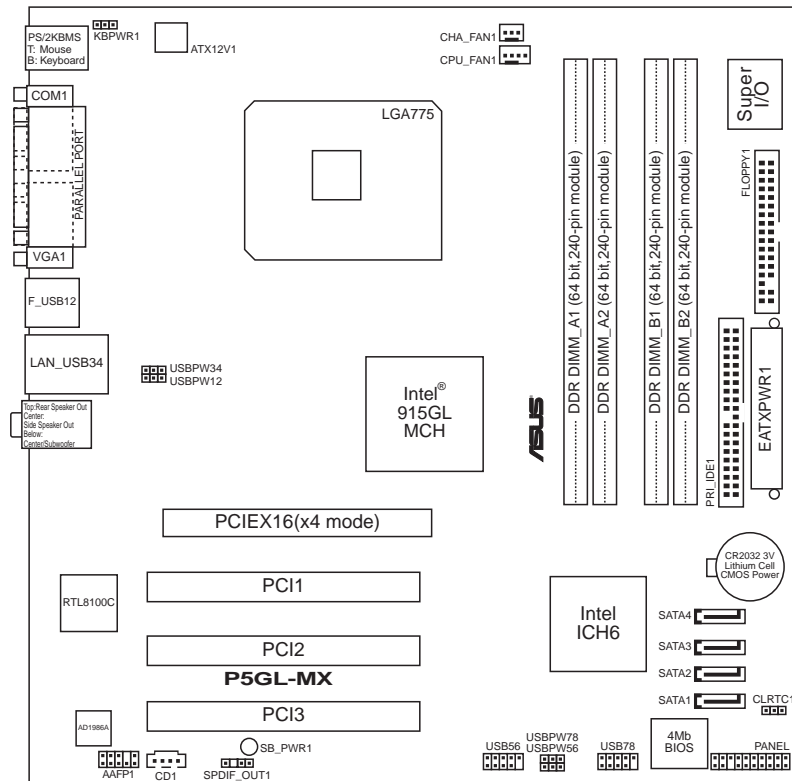 PS/2KBMS
T: Mouse
B: Keyboard
KBPWR1
ATX12V1
CHA_FAN1
CPU_FAN1
COM1
PARALLEL PORT
VGA1
LGA775
DDR DIMM_A1 (64 bit,240-pin module)
DDR DIMM_A2 (64 bit,240-pin module)
DDR DIMM_B1 (64 bit,240-pin module)
DDR DIMM_B2 (64 bit,240-pin module)
Super
I/O
FLOPPY1
F_USB12
LAN_USB34
USBPW34
USBPW12
Top:Rear Speaker Out
Center:
Side Speaker Out
Below:
Center/Subwoofer
Intel®
915GL
MCH
ASUS
PRI_IDE1
EATXPWR1
PCIEX16(x4 mode)
CR2032 3V
Lithium Cell
CMOS Power
RTL8100C
PCI1
Intel
ICH6
SATA4
SATA3
SATA2
SATA1
CLRTC1
PCI2
P5GL-MX
PCI3
AD1986A
SB_PWR1
AAFP1
CD1
SPDIF_OUT1
USB56
USBPW78
USBPW56
USB78
4Mb
BIOS
PANEL